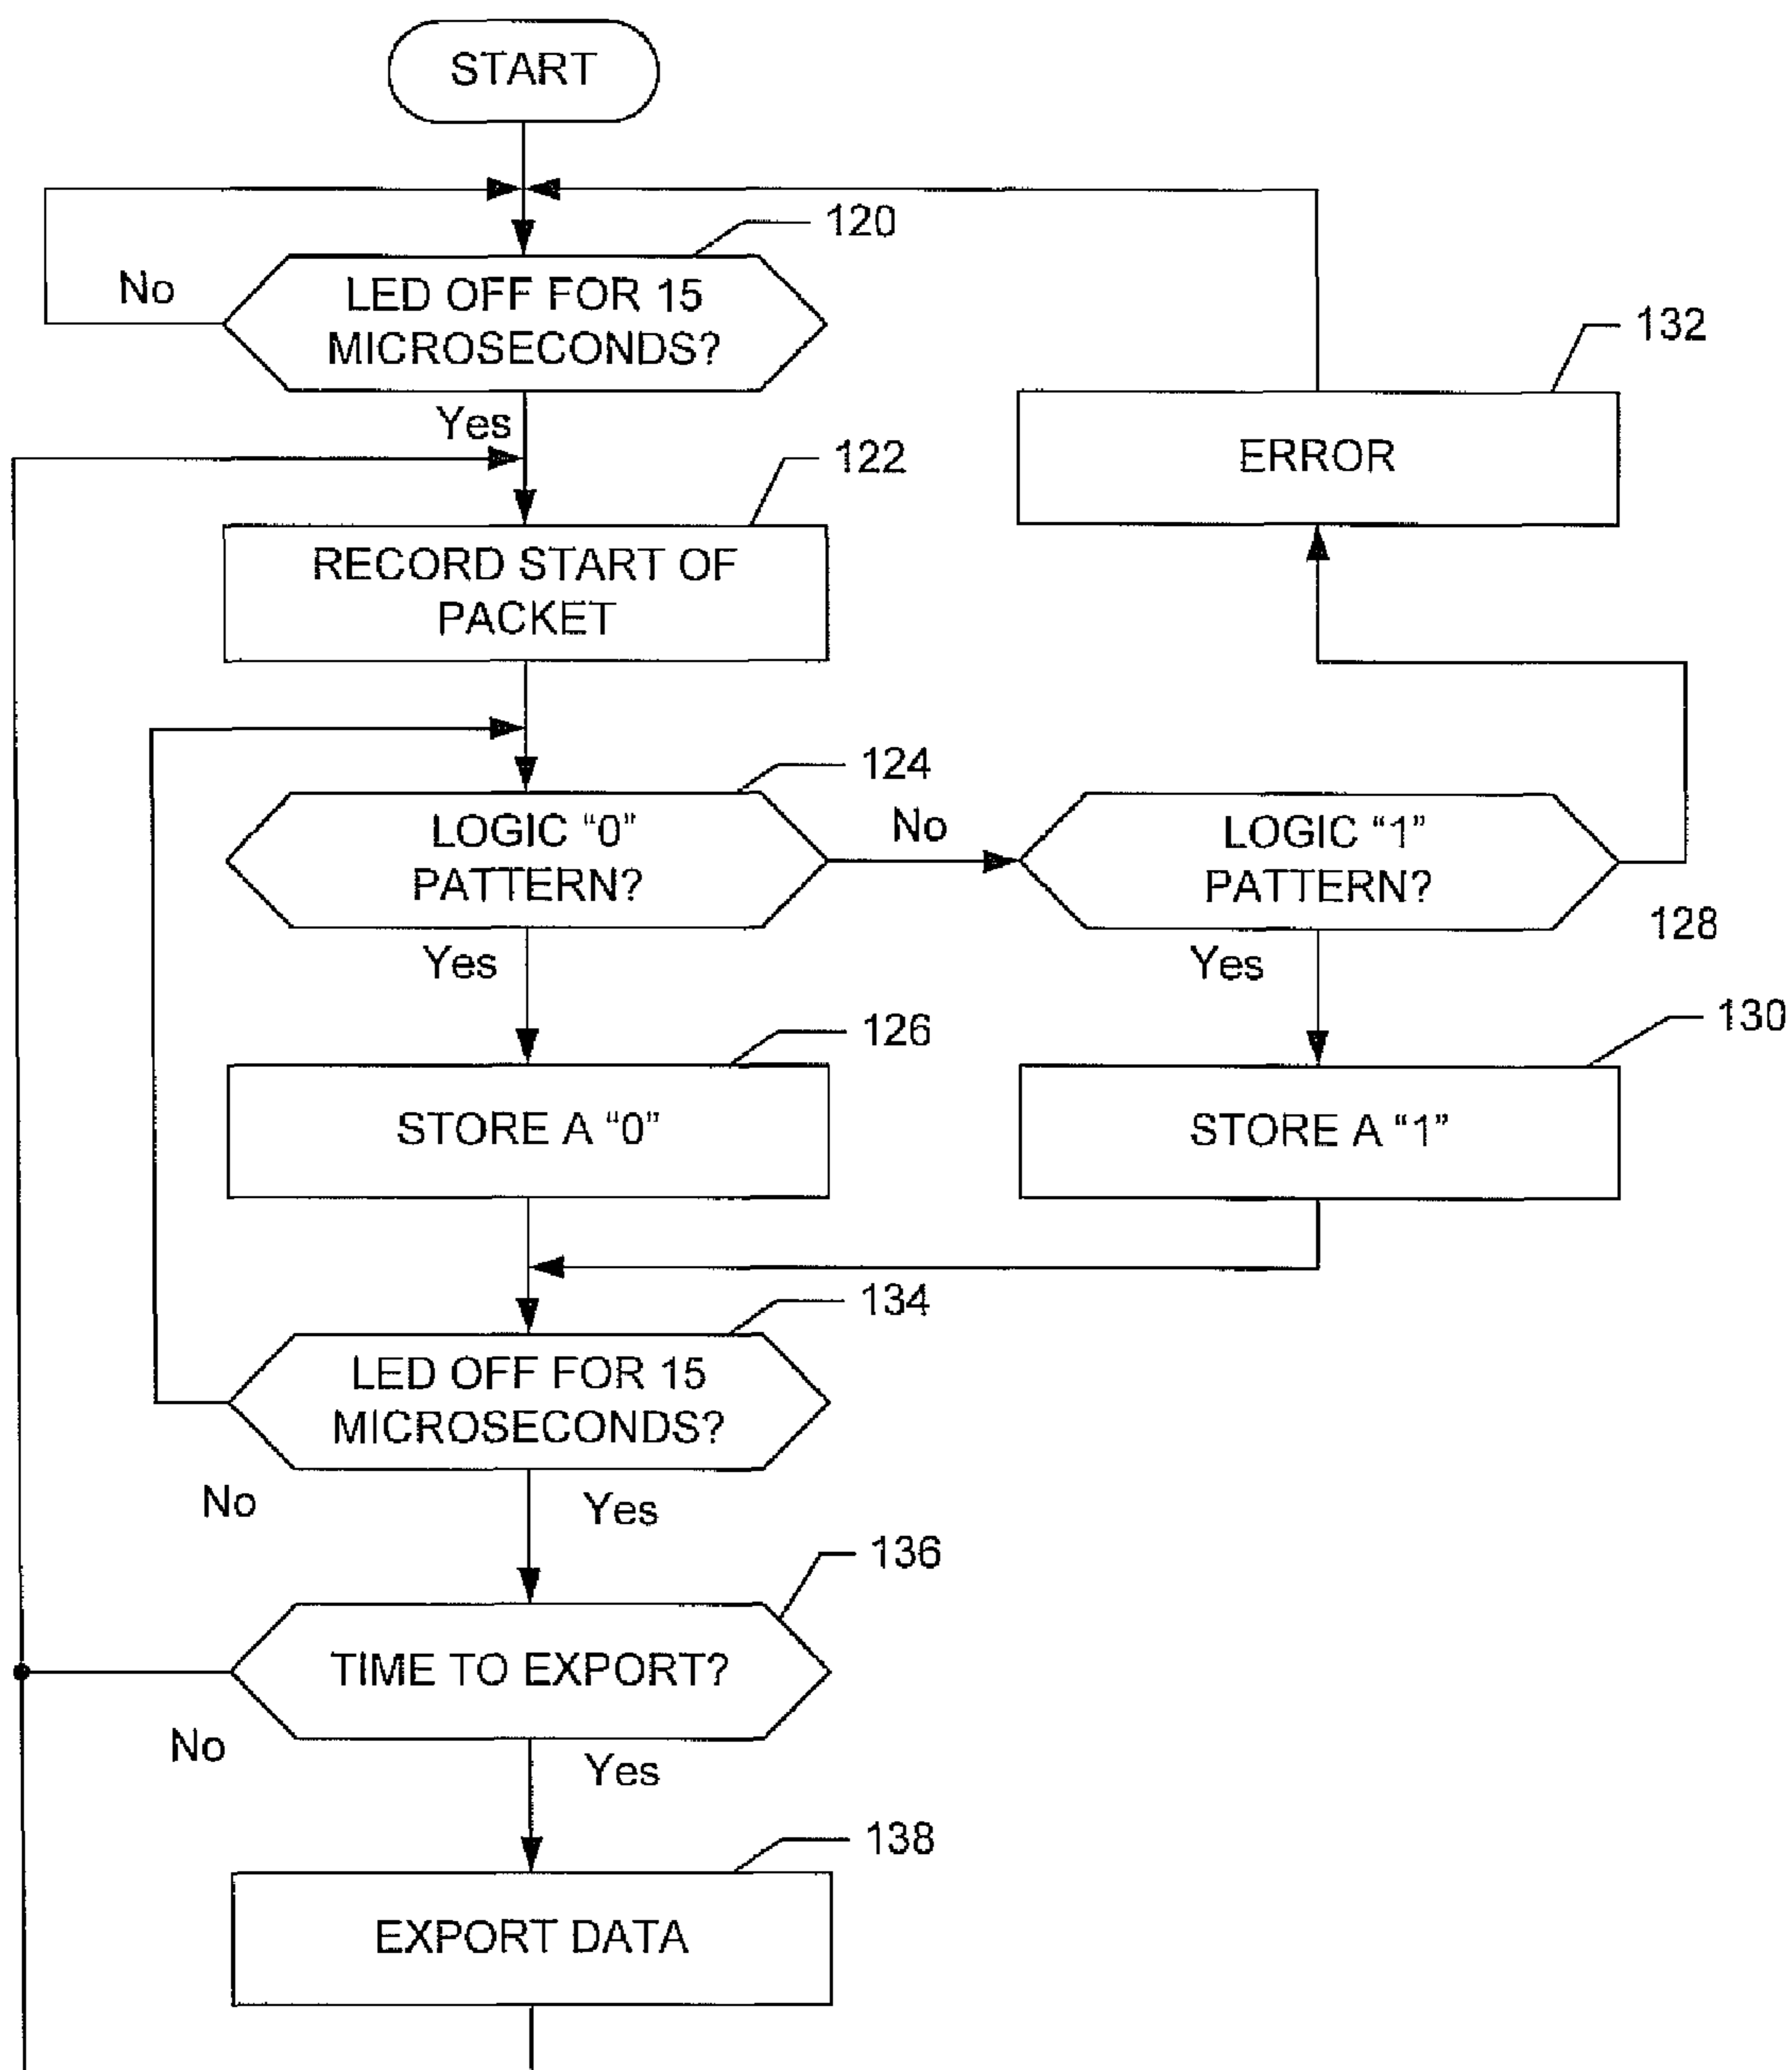 START
120
No
LED OFF FOR 15
MICROSECONDS?
132
Yes
ERROR
122
RECORD START OF
PACKET
124
LOGIC “0”
PATTERN?
No
LOGIC “1”
PATTERN?
128
Yes
Yes
126
130
STORE A “0”
STORE A “1”
134
LED OFF FOR 15
MICROSECONDS?
No
Yes
136
TIME TO EXPORT?
No
Yes
138
EXPORT DATA